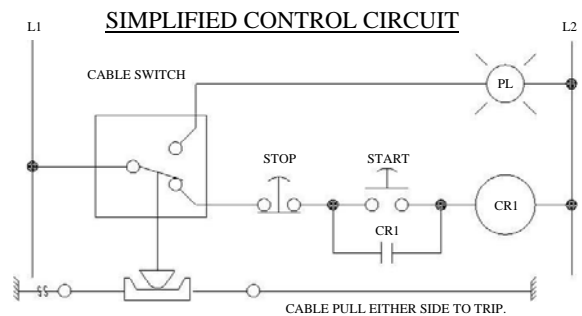 SIMPLIFIED CONTROL CIRCUIT
L1
L2
CABLE SWITCH
PL
STOP
START
CR1
CR1
CABLE PULL EITHER SIDE TO TRIP.